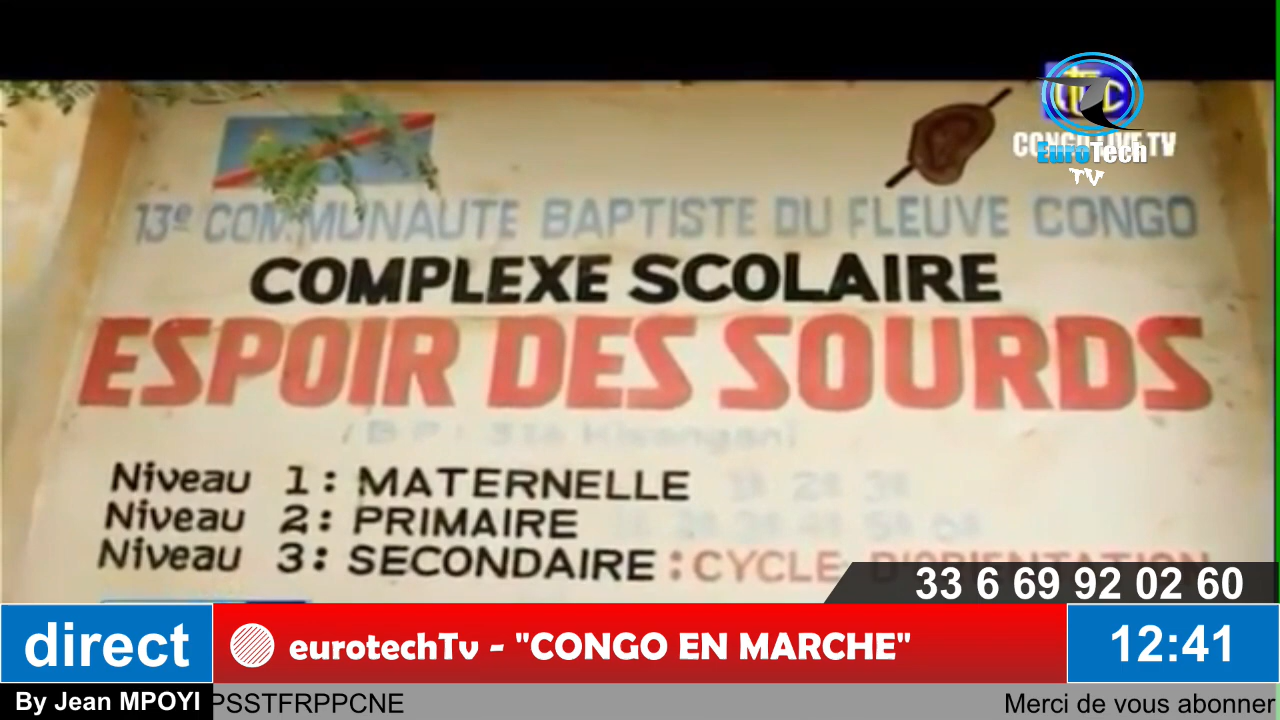 CONGO LIVE TV
EuroTech
TV
13e COMMUNAUTE BAPTISTE DU FLEUVE CONGO
COMPLEXE SCOLAIRE
ESPOIR DES SOURDS
Niveau 1: MATERNELLE
Niveau 2: PRIMAIRE
Niveau 3: SECONDAIRE: CYCLE D'ORIENTATION
33 6 69 92 02 60
direct
eurotechTv - "CONGO EN MARCHE"
12:41
By Jean MPOYI
PSSTFRPPCNE
Merci de vous abonner